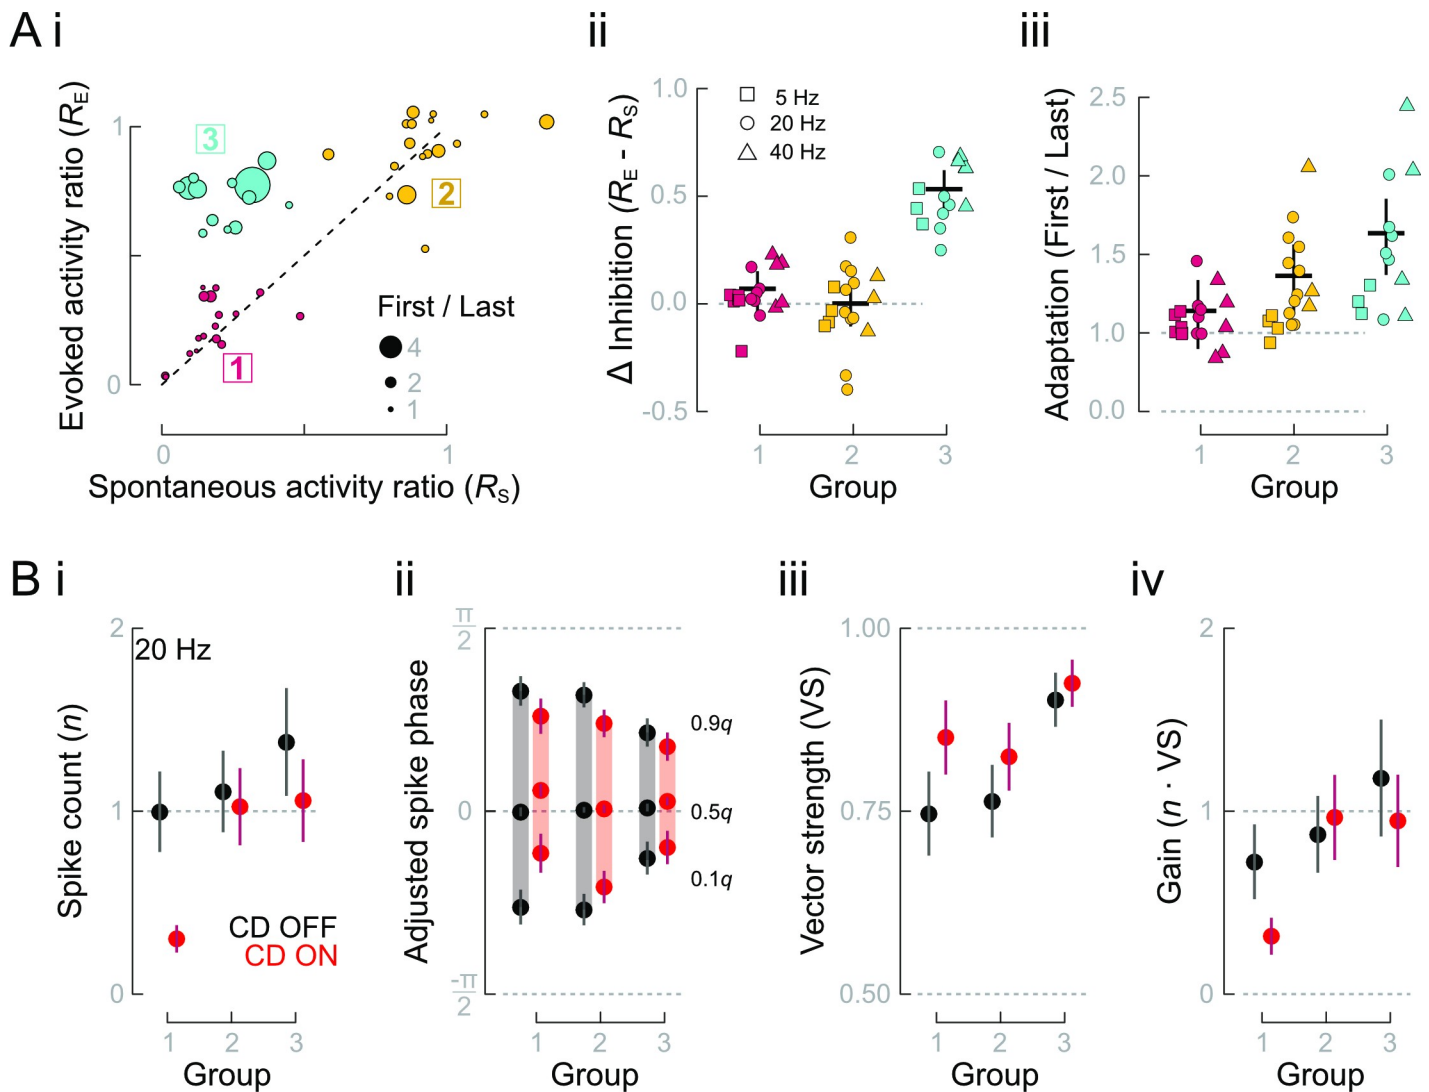 A i
Evoked activity ratio (RE)
1
0
3
2
1
First / Last
4
2
1
0
1
Spontaneous activity ratio (RS)
ii
Δ Inhibition (RE - RS)
1.0
0.5
0.0
-0.5
5 Hz
20 Hz
40 Hz
1
2
3
Group
iii
Adaptation (First / Last)
2.5
2.0
1.5
1.0
0.0
1
2
3
Group
B i
Spike count (n)
2
1
0
20 Hz
CD OFF
CD ON
1
2
3
Group
ii
Adjusted spike phase
π
2
0
-π
2
0.9q
0.5q
0.1q
1
2
3
Group
iii
Vector strength (VS)
1.00
0.75
0.50
1
2
3
Group
iv
Gain (n · VS)
2
1
0
1
2
3
Group